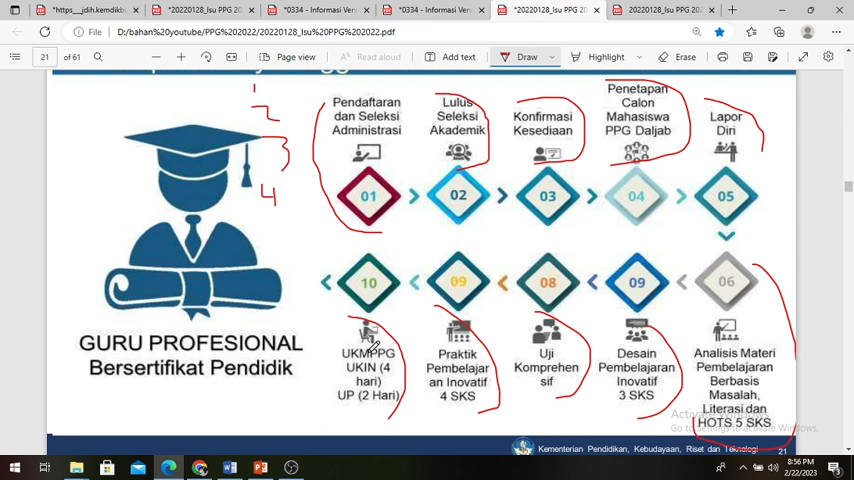 *https__jdih.kemdikbu
*20220128_Isu PPG 20
*0334 - Informasi Verv
*0334 - Informasi Verv
*20220128_Isu PPG 20
20220128_Isu PPG 202
File
D:/bahan%20youtube/PPG%202022/20220128_Isu%20PPG%202022.pdf
21
of 61
Page view
Read aloud
Add text
Draw
Highlight
Erase
1
2
3
4
Pendaftaran
dan Seleksi
Administrasi
Lulus
Seleksi
Akademik
Konfirmasi
Kesediaan
Penetapan
Calon
Mahasiswa
PPG Daljab
Lapor
Diri
01
02
03
04
05
10
09
08
09
06
GURU PROFESIONAL
Bersertifikat Pendidik
UKMPPG
UKIN (4
hari)
UP (2 Hari)
Praktik
Pembelajar
an Inovatif
4 SKS
Uji
Komprehen
sif
Desain
Pembelajaran
Inovatif
3 SKS
Analisis Materi
Pembelajaran
Berbasis
Masalah,
Literasi dan
HOTS 5 SKS
Activate Windows
Go to Settings to activate Windows.
Kementerian Pendidikan, Kebudayaan, Riset dan Teknologi
21
8:56 PM
2/22/2023